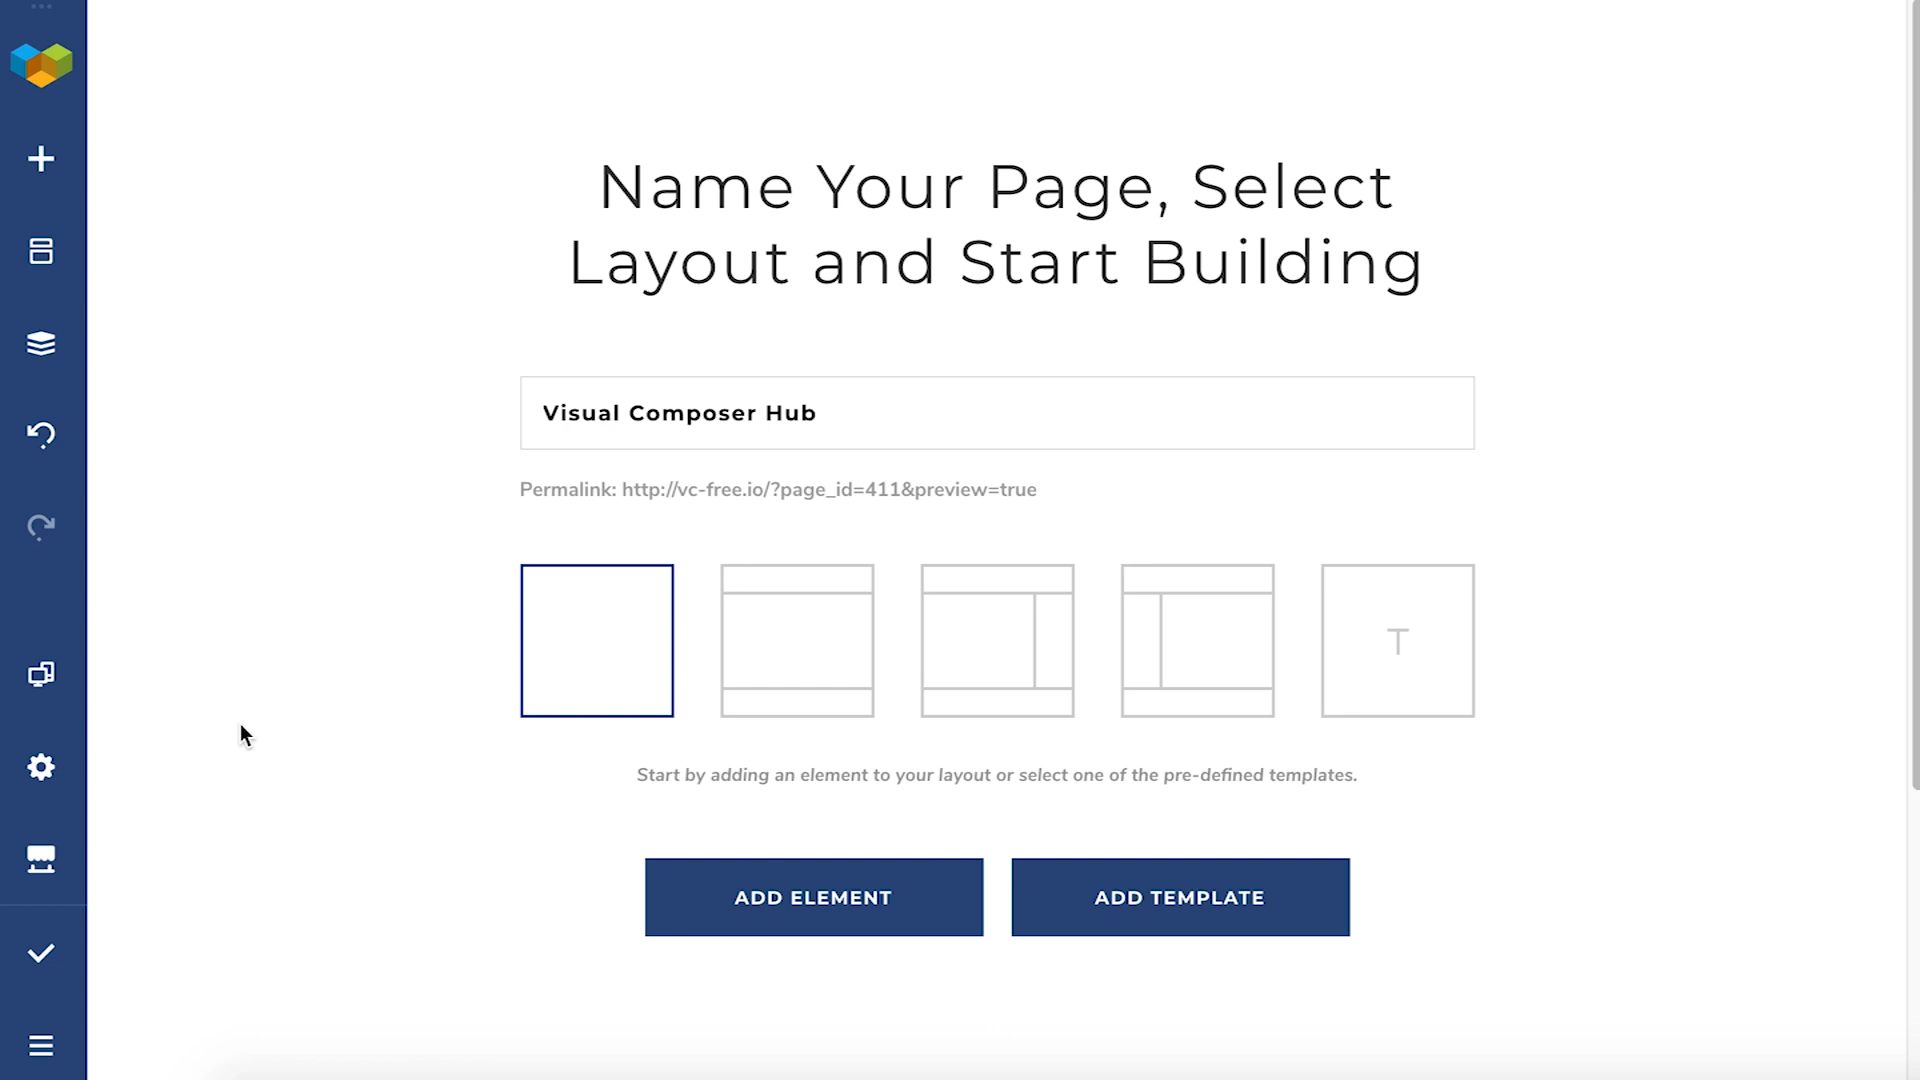 Name Your Page, Select
Layout and Start Building
Visual Composer Hub
Permalink: http://vc-free.io/?page_id=411&preview=true
T
Start by adding an element to your layout or select one of the pre-defined templates.
ADD ELEMENT
ADD TEMPLATE